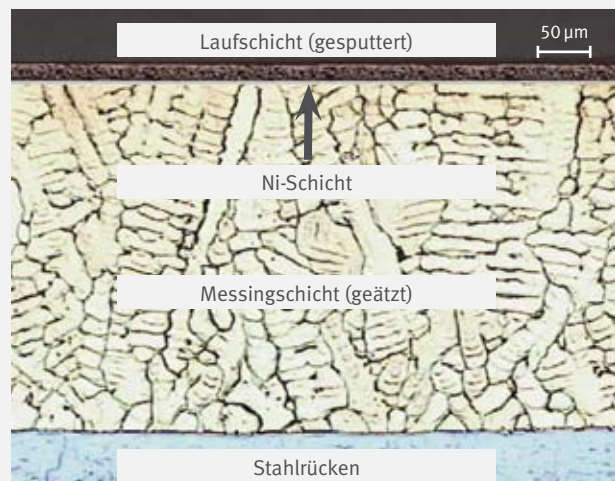 Laufschicht (gesputtert)
50 µm
Ni-Schicht
Messingschicht (geätzt)
Stahlrücken